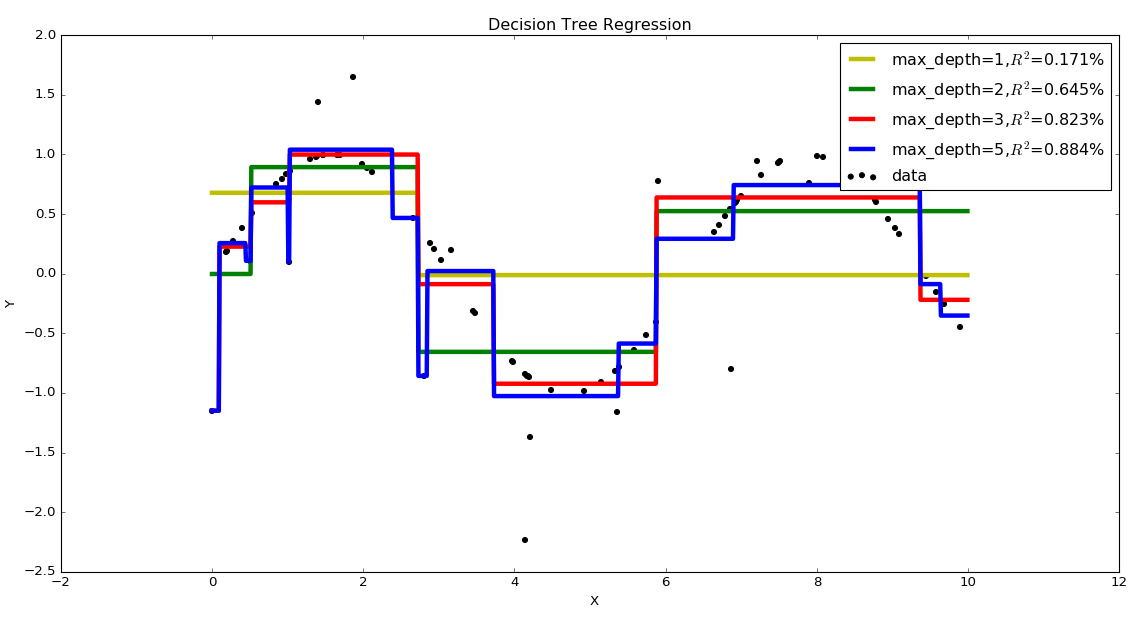 Decision Tree Regression
max_depth=1,R²=0.171%
max_depth=2,R²=0.645%
max_depth=3,R²=0.823%
max_depth=5,R²=0.884%
data
2.0
1.5
1.0
0.5
0.0
−0.5
−1.0
−1.5
−2.0
−2.5
Y
−2 0 2 4 6 8 10 12
X